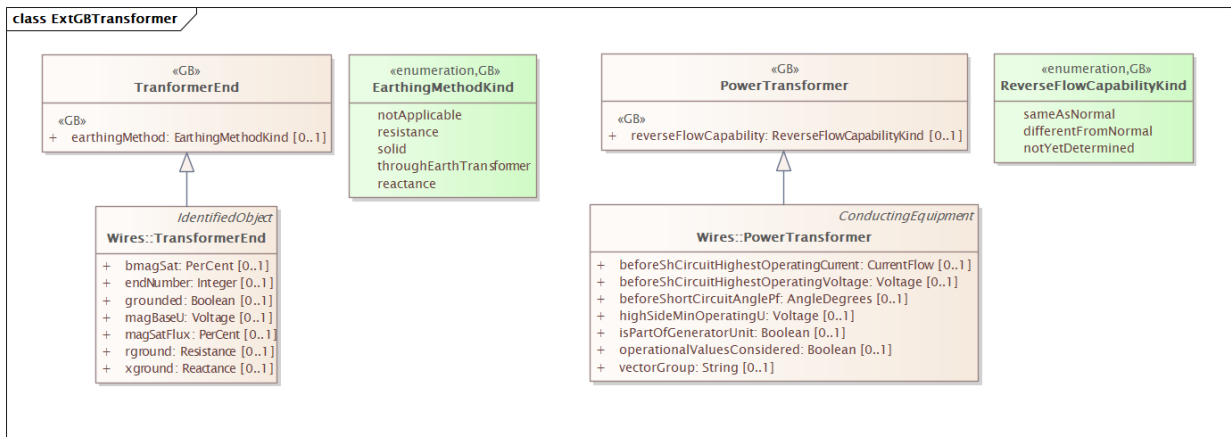 class ExtGBTransformer
«GB»
TranformerEnd
«GB»
+ earthingMethod: EarthingMethodKind [0..1]
«enumeration,GB»
EarthingMethodKind
notApplicable
resistance
solid
throughEarthTransformer
reactance
IdentifiedObject
Wires::TransformerEnd
+ bmagSat: PerCent [0..1]
+ endNumber: Integer [0..1]
+ grounded: Boolean [0..1]
+ magBaseU: Voltage [0..1]
+ magSatFlux: PerCent [0..1]
+ rground: Resistance [0..1]
+ xground: Reactance [0..1]
«GB»
PowerTransformer
«GB»
+ reverseFlowCapability: ReverseFlowCapabilityKind [0..1]
«enumeration,GB»
ReverseFlowCapabilityKind
sameAsNormal
differentFromNormal
notYetDetermined
ConductingEquipment
Wires::PowerTransformer
+ beforeShCircuitHighestOperatingCurrent: CurrentFlow [0..1]
+ beforeShCircuitHighestOperatingVoltage: Voltage [0..1]
+ beforeShortCircuitAnglePf: AngleDegrees [0..1]
+ highSideMinOperatingU: Voltage [0..1]
+ isPartOfGeneratorUnit: Boolean [0..1]
+ operationalValuesConsidered: Boolean [0..1]
+ vectorGroup: String [0..1]